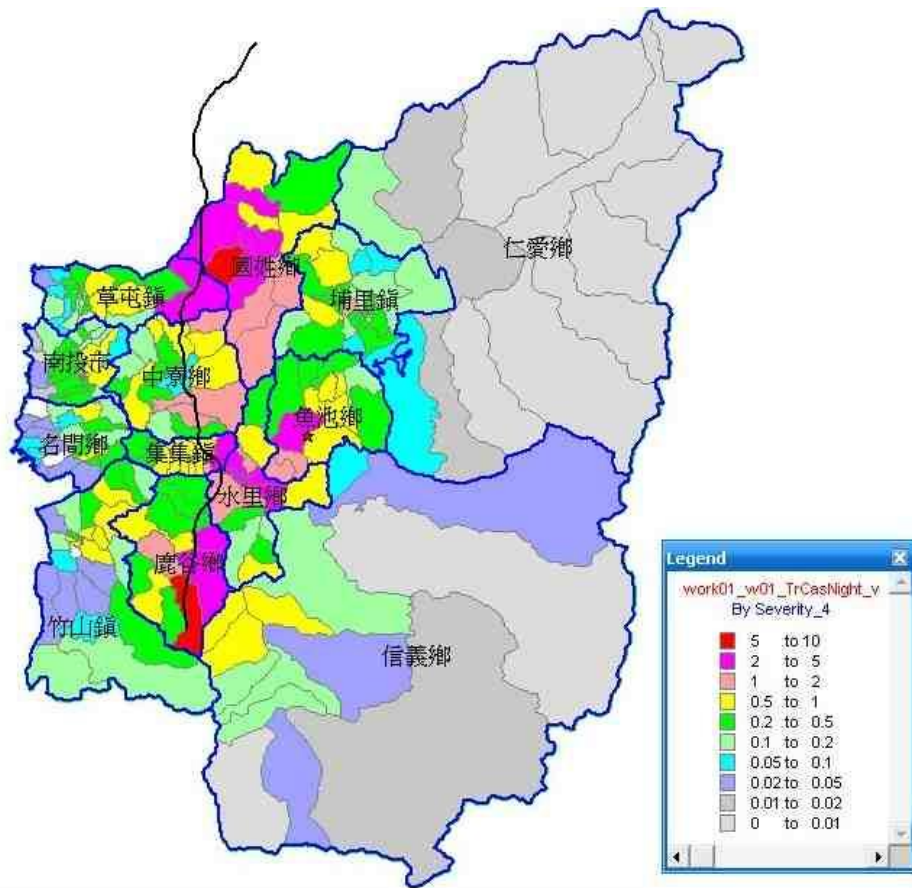 仁愛鄉
國姓鄉
草屯鎮
埔里鎮
南投市
中寮鄉
魚池鄉
名間鄉
集集鎮
水里鄉
鹿谷鄉
竹山鎮
信義鄉
Legend
work01_w01_TrCasNight_v
By Severity_4
5 to 10
2 to 5
1 to 2
0.5 to 1
0.2 to 0.5
0.1 to 0.2
0.05 to 0.1
0.02 to 0.05
0.01 to 0.02
0 to 0.01